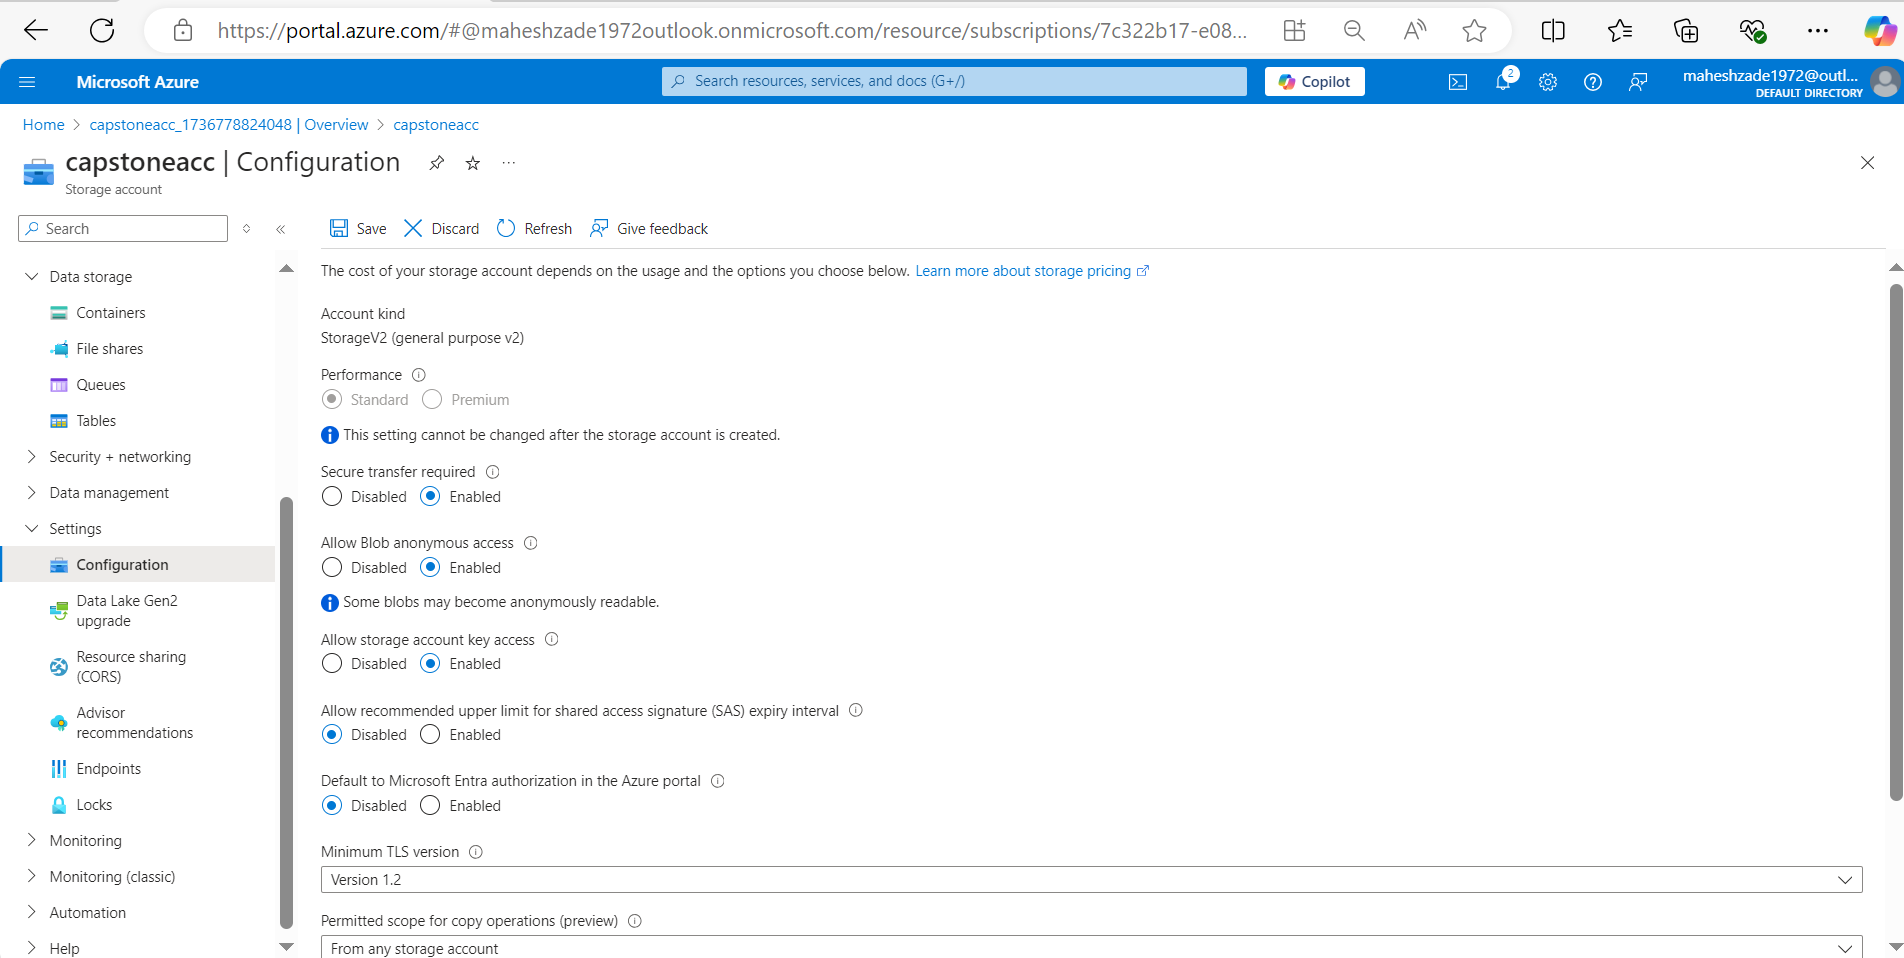 https://portal.azure.com/#@maheshzade1972outlook.onmicrosoft.com/resource/subscriptions/7c322b17-e08...
Microsoft Azure
Search resources, services, and docs (G+/)
Copilot
2
maheshzade1972@outl...
DEFAULT DIRECTORY
Home > capstoneacc_1736778824048 | Overview > capstoneacc
capstoneacc | Configuration
Storage account
Search
Save Discard Refresh Give feedback
Data storage
Containers
File shares
Queues
Tables
Security + networking
Data management
Settings
Configuration
Data Lake Gen2
upgrade
Resource sharing
(CORS)
Advisor
recommendations
Endpoints
Locks
Monitoring
Monitoring (classic)
Automation
Help
The cost of your storage account depends on the usage and the options you choose below. Learn more about storage pricing
Account kind
StorageV2 (general purpose v2)
Performance
Standard Premium
This setting cannot be changed after the storage account is created.
Secure transfer required
Disabled Enabled
Allow Blob anonymous access
Disabled Enabled
Some blobs may become anonymously readable.
Allow storage account key access
Disabled Enabled
Allow recommended upper limit for shared access signature (SAS) expiry interval
Disabled Enabled
Default to Microsoft Entra authorization in the Azure portal
Disabled Enabled
Minimum TLS version
Version 1.2
Permitted scope for copy operations (preview)
From any storage account